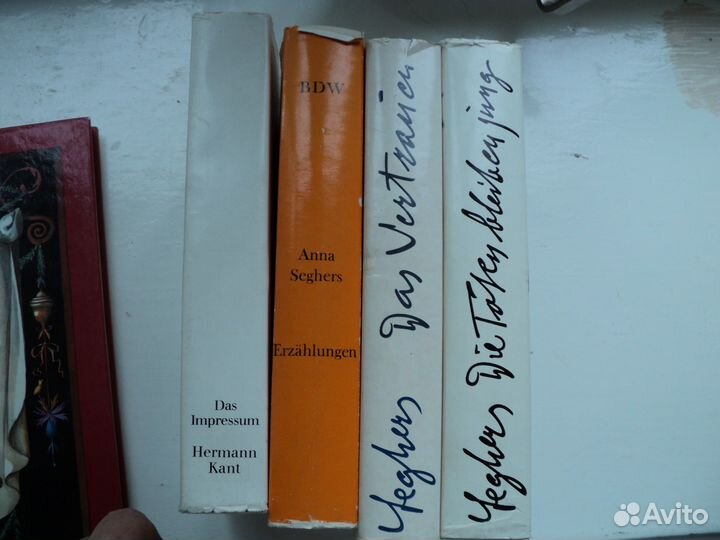 Das
Impressum
Hermann
Kant
BDW
Anna
Seghers
Erzählungen
Seghers Das Vertrauen
Seghers Die Toten bleiben jung
Avito